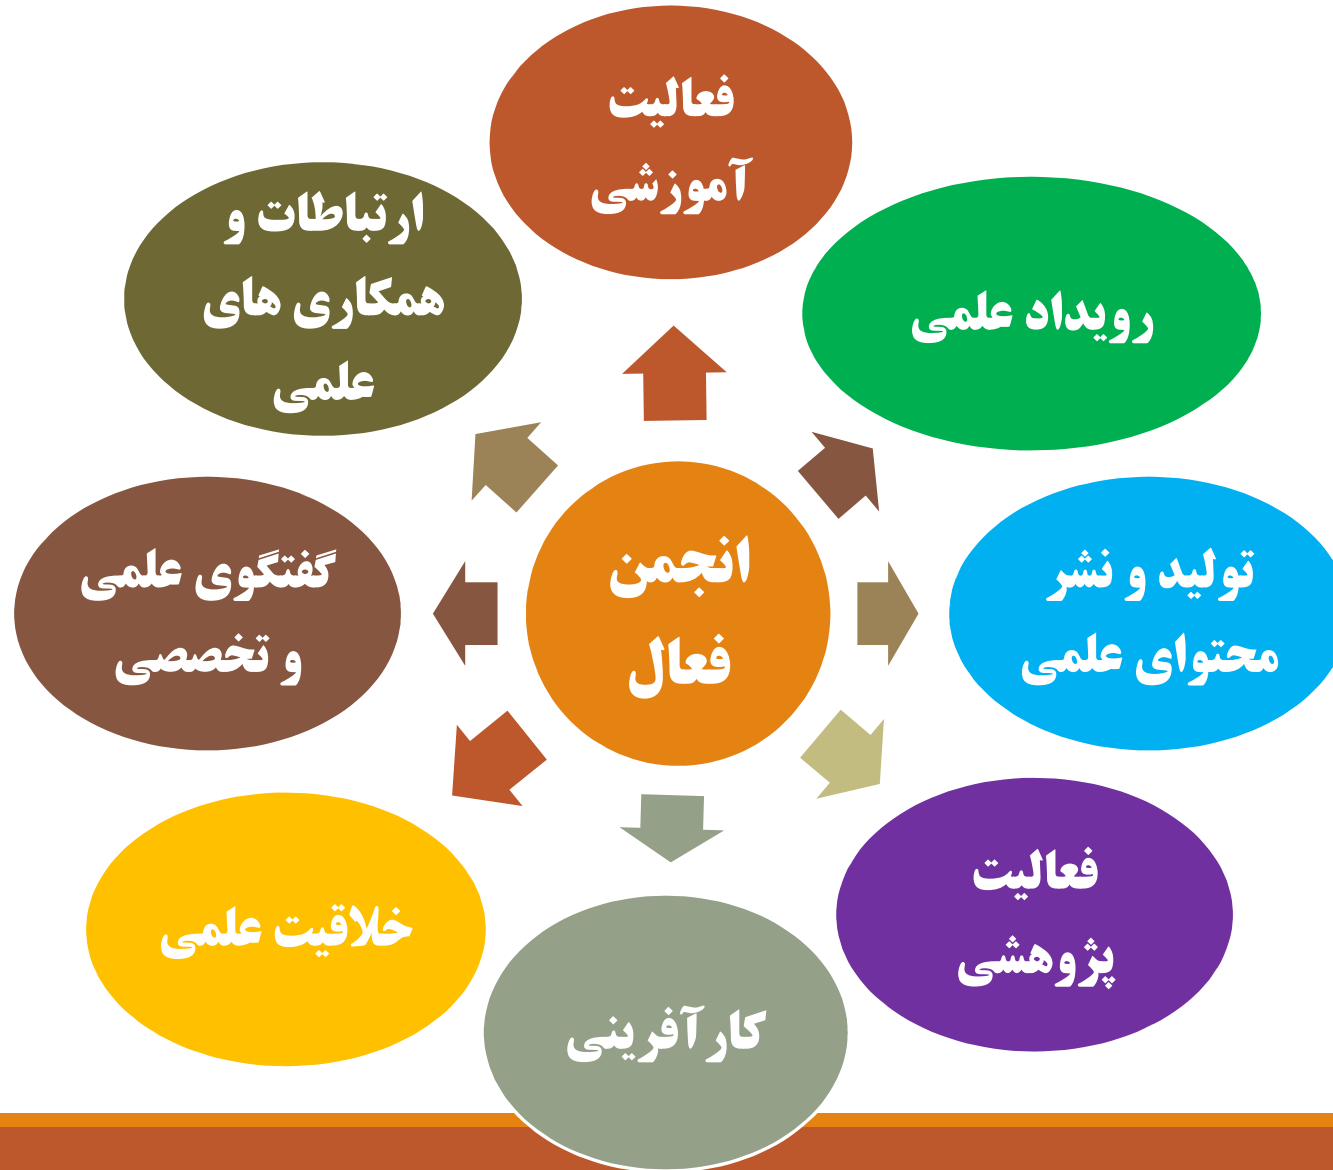 فعالیت
آموزشی
رویداد علمی
تولید و نشر
محتوای علمی
فعالیت
پژوهشی
کارآفرینی
خلاقیت علمی
گفتگوی علمی
و تخصصی
ارتباطات و
همکاری های
علمی
انجمن
فعال